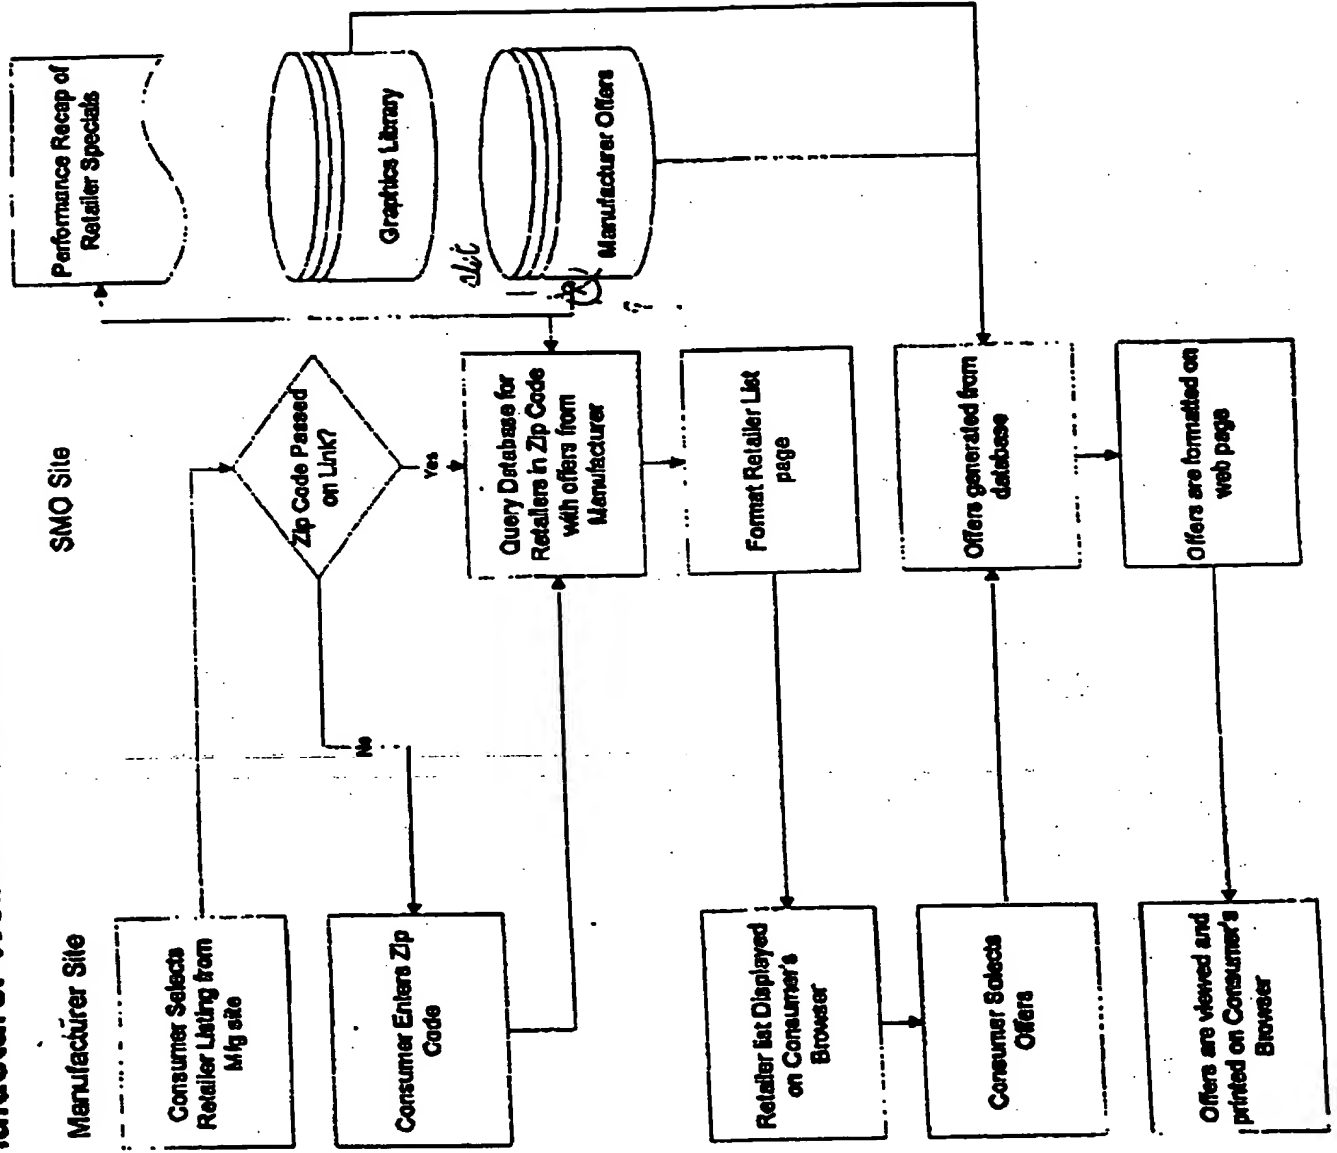 Manufacturer Site
SMO Site
Consumer Selects
Retailer Listing from
Mfg site
Zip Code Passed
on Link?
Performance Recap of
Retailer Specials
No
Yes
Consumer Enters Zip
Code
Graphics Library
Query Database for
Retailers in Zip Code
with offers from
Manufacturer
Manufacturer Offers
Format Retailer List
page
Retailer list Displayed
on Consumer's
Browser
Consumer Selects
Offers
Offers generated from
database
Offers are formatted on
web page
Offers are viewed and
printed on Consumer's
Browser